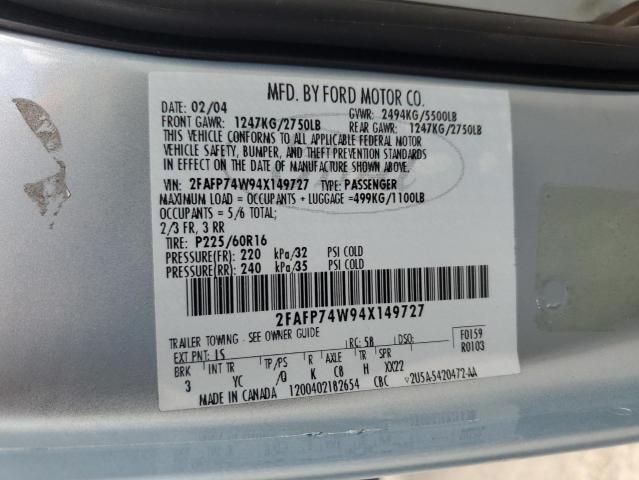 MFD. BY FORD MOTOR CO.
DATE: 02/04 GVWR: 2494KG/5500LB
FRONT GAWR: 1247KG/2750LB REAR GAWR: 1247KG/2750LB
THIS VEHICLE CONFORMS TO ALL APPLICABLE FEDERAL MOTOR
VEHICLE SAFETY, BUMPER, AND THEFT PREVENTION STANDARDS
IN EFFECT ON THE DATE OF MANUFACTURE SHOWN ABOVE.
VIN: 2FAFP74W94X149727 TYPE: PASSENGER
MAXIMUM LOAD = OCCUPANTS + LUGGAGE =499KG/1100LB
OCCUPANTS = 5/6 TOTAL;
2/3 FR, 3 RR
TIRE: P225/60R16
PRESSURE(FR) 220 kPa/32 PSI COLD
PRESSURE(RR) 240 kPa/35 PSI COLD
2FAFP74W94X149727
TRAILER TOWING - SEE OWNER GUIDE
EXT PNT: LS RC: 58 DSO: F0159
BRK INT TR TP/PS R AXLE TR SPR R0103
3 YC /Q K C8 H XX22
MADE IN CANADA 1200402182654 CBC 2U5A-5420472-AA